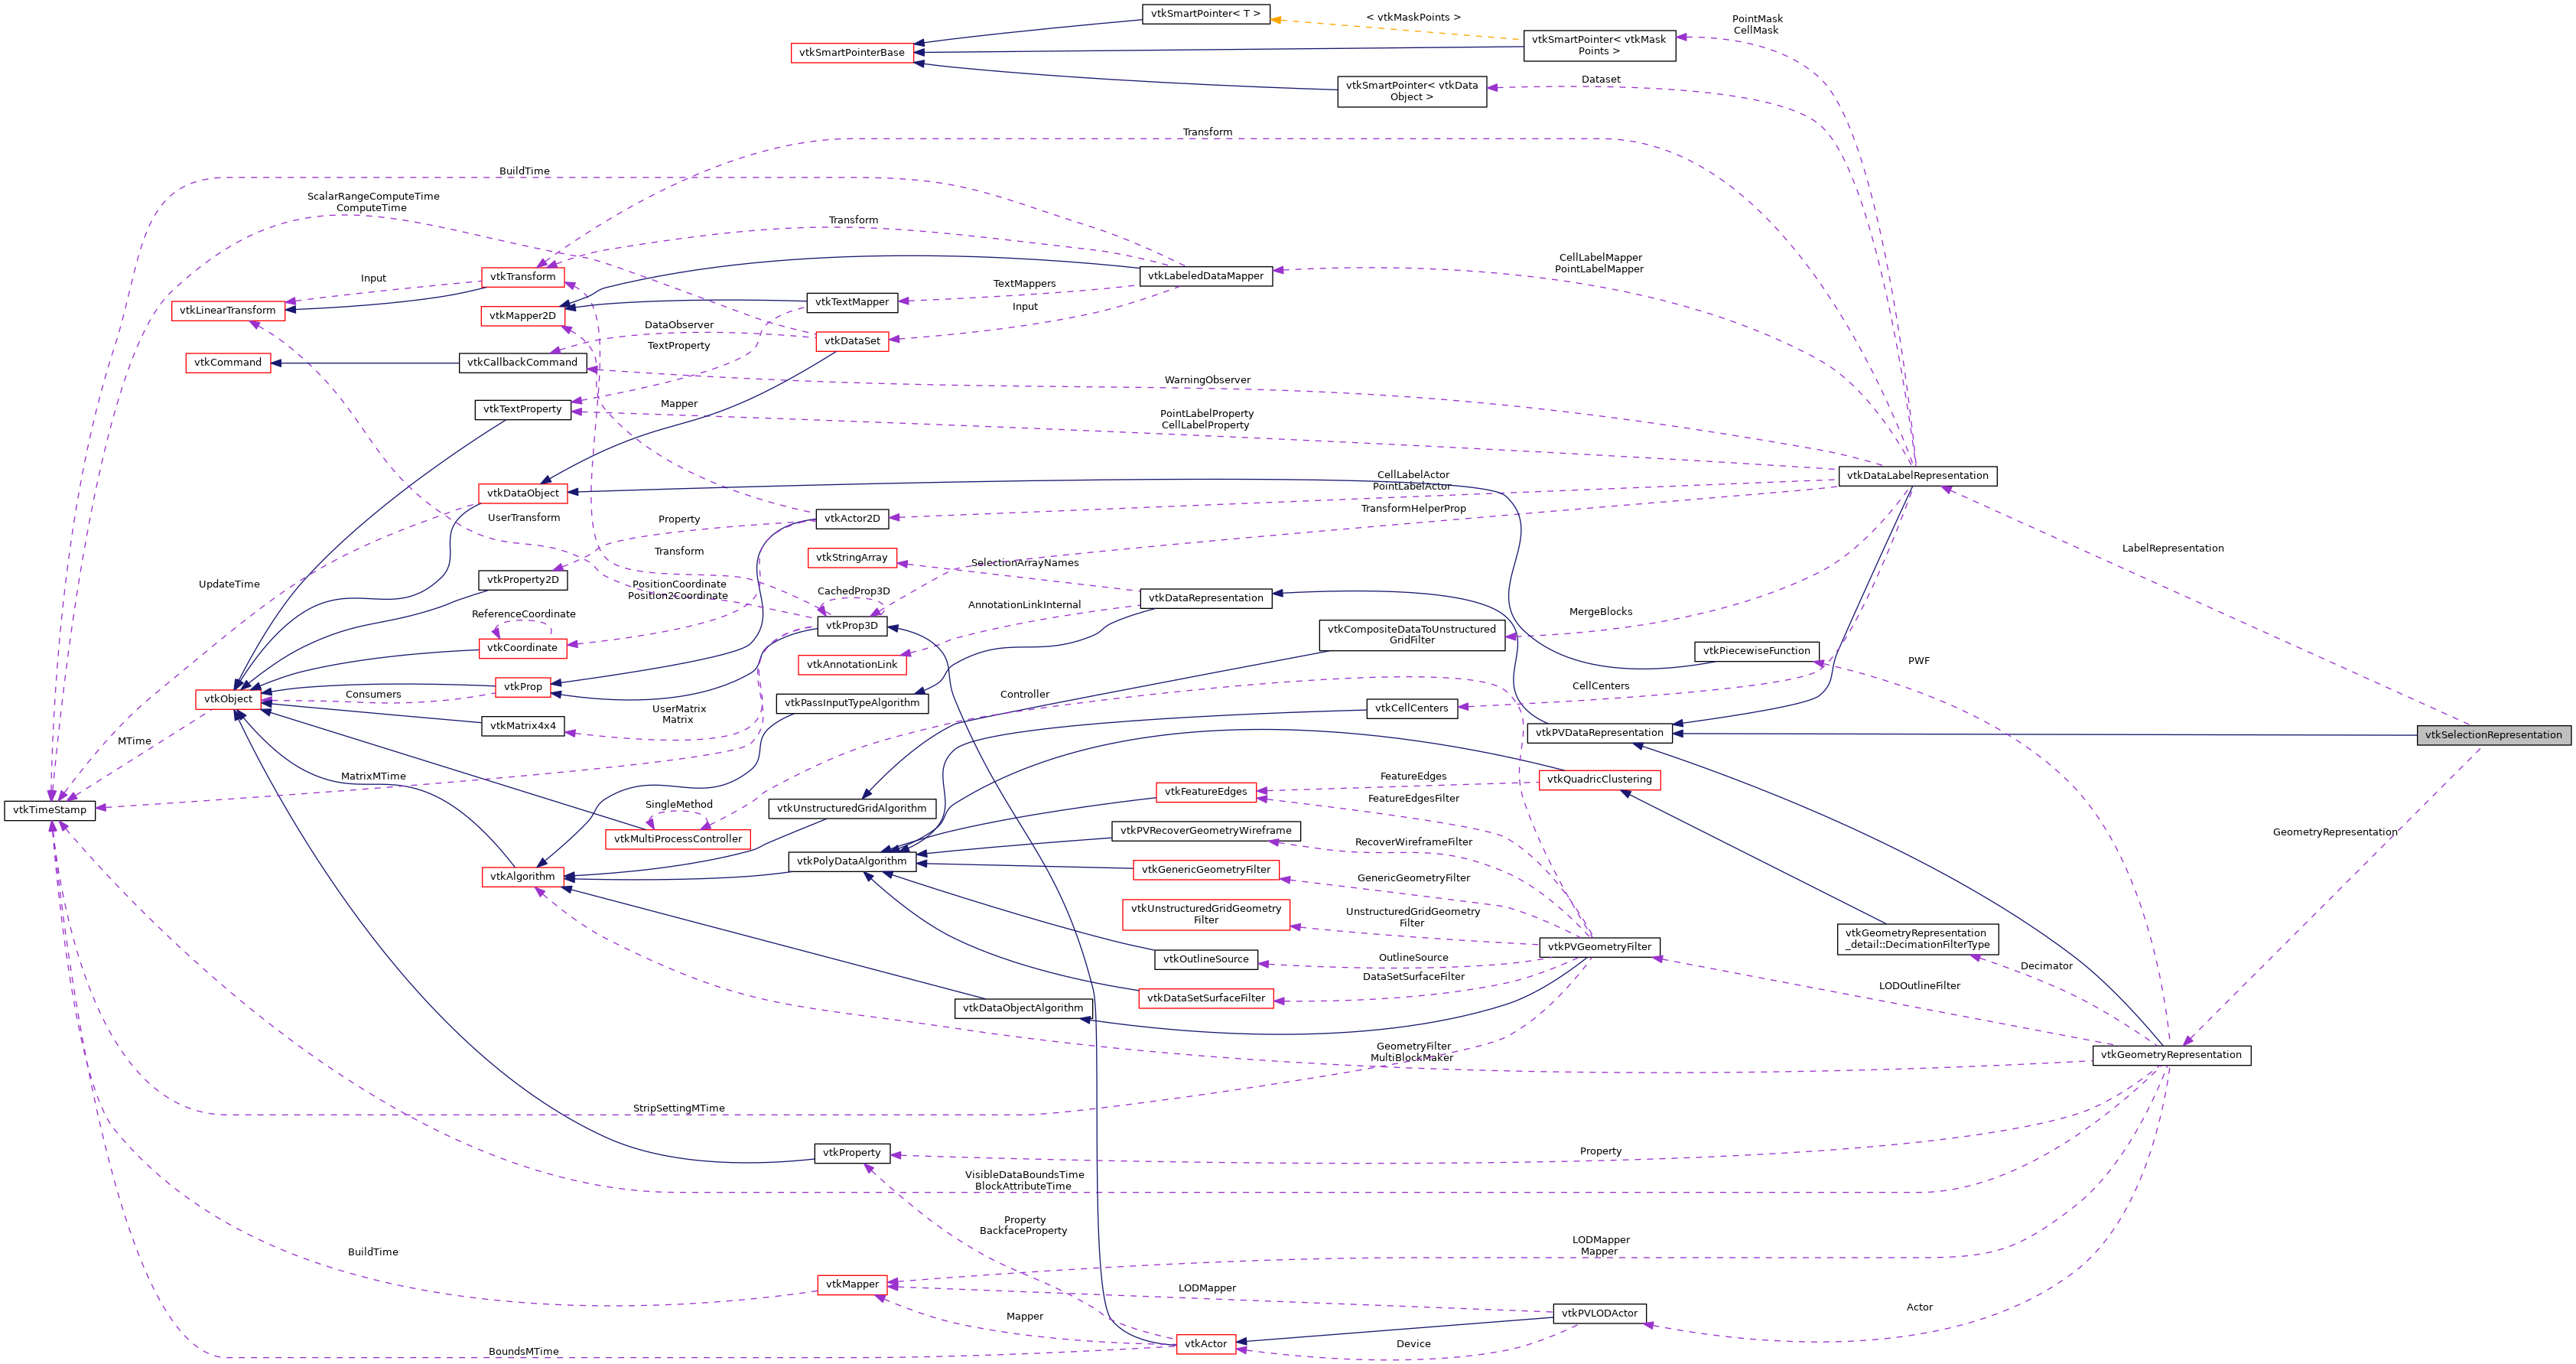 vtkSmartPointer< T >
< vtkMaskPoints >
PointMask
CellMask
vtkSmartPointerBase
vtkSmartPointer< vtkMask
Points >
Dataset
vtkSmartPointer< vtkData
Object >
Transform
BuildTime
ScalarRangeComputeTime
ComputeTime
Transform
CellLabelMapper
PointLabelMapper
vtkTransform
Input
vtkLabeledDataMapper
TextMappers
vtkLinearTransform
vtkMapper2D
vtkTextMapper
Input
DataObserver
TextProperty
vtkDataSet
vtkCommand
vtkCallbackCommand
WarningObserver
vtkTextProperty
Mapper
PointLabelProperty
CellLabelProperty
vtkDataLabelRepresentation
CellLabelActor
PointLabelActor
vtkDataObject
TransformHelperProp
UserTransform
Property
vtkActor2D
LabelRepresentation
Transform
vtkStringArray
SelectionArrayNames
UpdateTime
vtkProperty2D
PositionCoordinate
Position2Coordinate
CachedProp3D
AnnotationLinkInternal
vtkDataRepresentation
ReferenceCoordinate
MergeBlocks
vtkCoordinate
vtkProp3D
vtkCompositeDataToUnstructured
GridFilter
vtkPiecewiseFunction
PWF
vtkAnnotationLink
vtkObject
Consumers
vtkProp
Controller
CellCenters
UserMatrix
Matrix
vtkPassInputTypeAlgorithm
vtkCellCenters
vtkMatrix4x4
vtkPVDataRepresentation
vtkSelectionRepresentation
MTime
MatrixMTime
FeatureEdges
vtkQuadricClustering
vtkTimeStamp
SingleMethod
vtkUnstructuredGridAlgorithm
vtkFeatureEdges
FeatureEdgesFilter
vtkMultiProcessController
vtkPVRecoverGeometryWireframe
RecoverWireframeFilter
GeometryRepresentation
vtkPolyDataAlgorithm
vtkAlgorithm
vtkGenericGeometryFilter
GenericGeometryFilter
vtkUnstructuredGridGeometry
Filter
UnstructuredGridGeometry
Filter
vtkPVGeometryFilter
vtkGeometryRepresentation
_detail::DecimationFilterType
vtkOutlineSource
OutlineSource
DataSetSurfaceFilter
Decimator
LODOutlineFilter
vtkDataSetSurfaceFilter
vtkDataObjectAlgorithm
GeometryFilter
MultiBlockMaker
vtkGeometryRepresentation
StripSettingMTime
vtkProperty
Property
VisibleDataBoundsTime
BlockAttributeTime
Property
BackfaceProperty
BuildTime
LODMapper
Mapper
vtkMapper
LODMapper
Mapper
vtkPVLODActor
Actor
BoundsMTime
vtkActor
Device